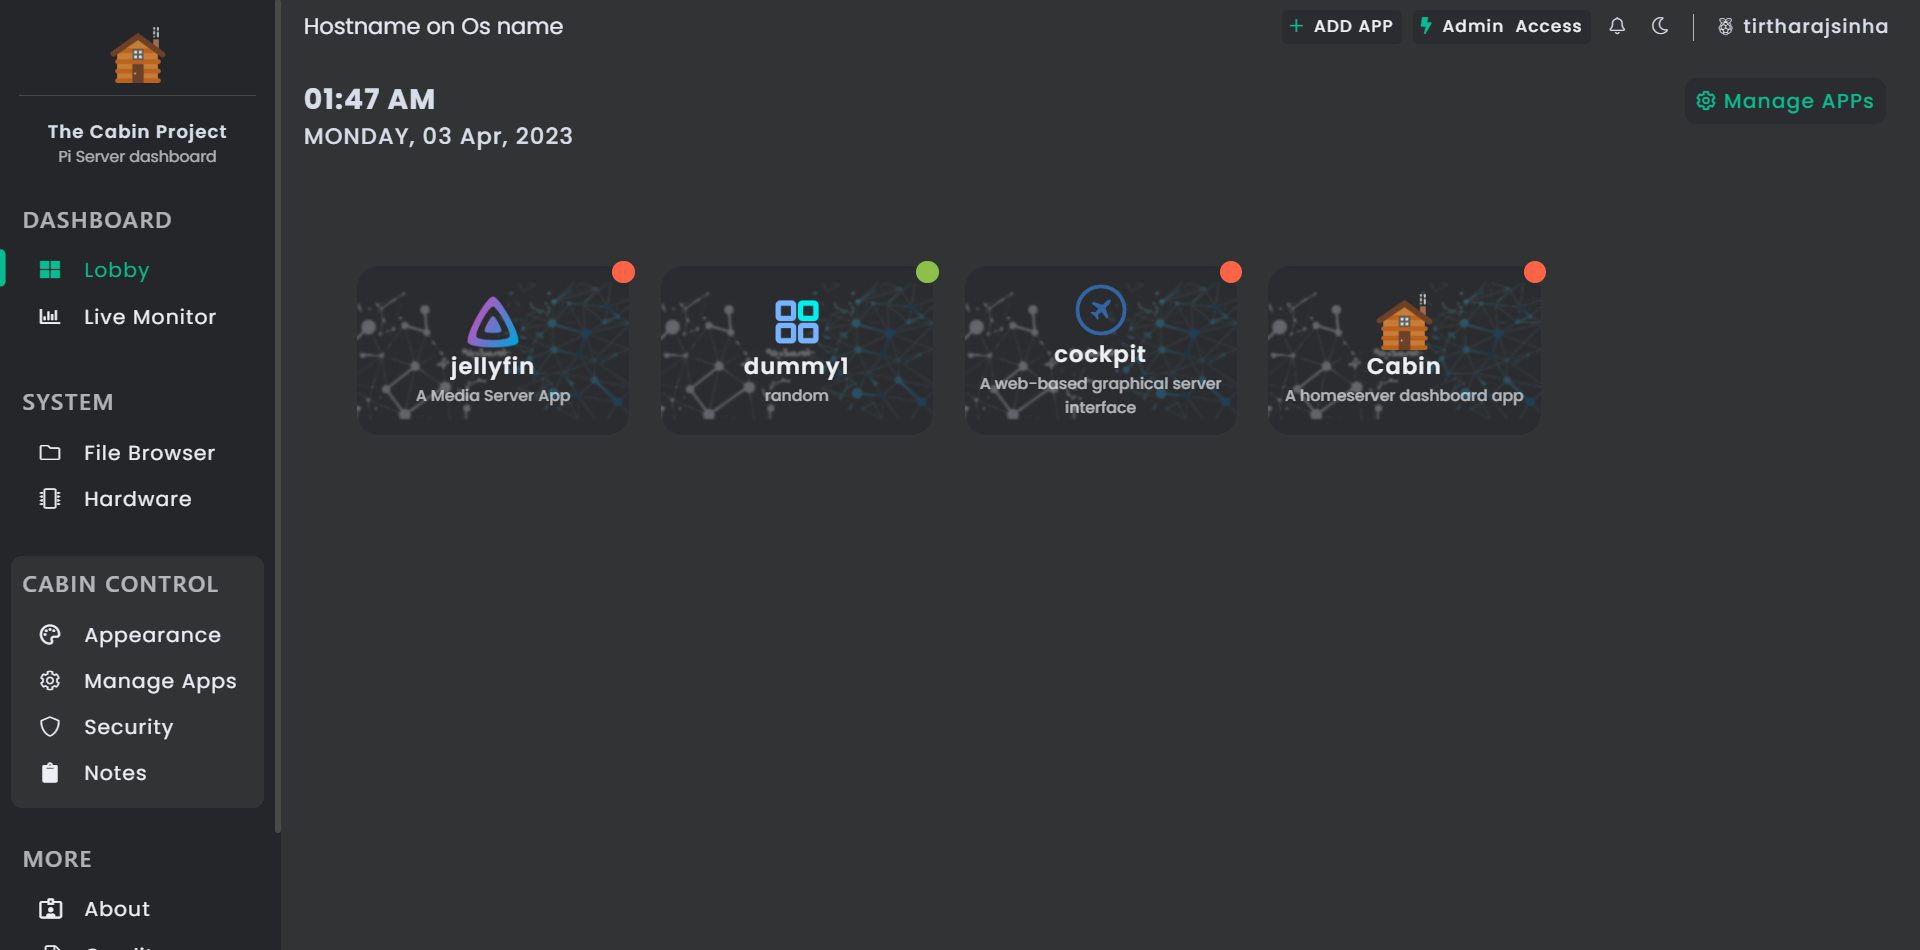 The Cabin Project
Pi Server dashboard
DASHBOARD
Lobby
Live Monitor
SYSTEM
File Browser
Hardware
CABIN CONTROL
Appearance
Manage Apps
Security
Notes
MORE
About
Hostname on Os name
+ ADD APP
Admin Access
tirtharajsinha
01:47 AM
MONDAY, 03 Apr, 2023
Manage APPs
jellyfin
A Media Server App
dummy1
random
cockpit
A web-based graphical server
interface
Cabin
A homeserver dashboard app